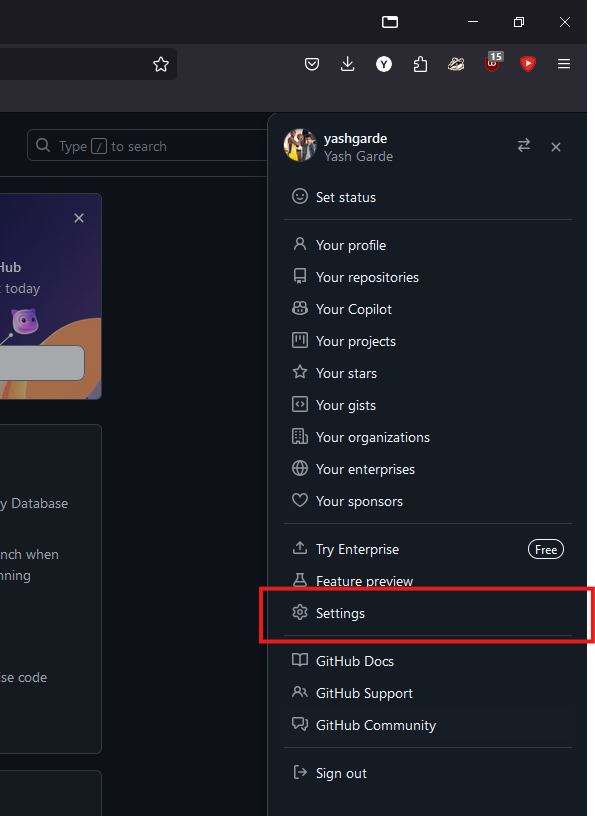 15
Y
Type / to search
yashgarde
Yash Garde
Set status
Hub
today
Your profile
Your repositories
Your Copilot
Your projects
Your stars
Your gists
Your organizations
Your enterprises
Your sponsors
y Database
nch when
nning
ise code
Try Enterprise
Free
Feature preview
Settings
GitHub Docs
GitHub Support
GitHub Community
Sign out